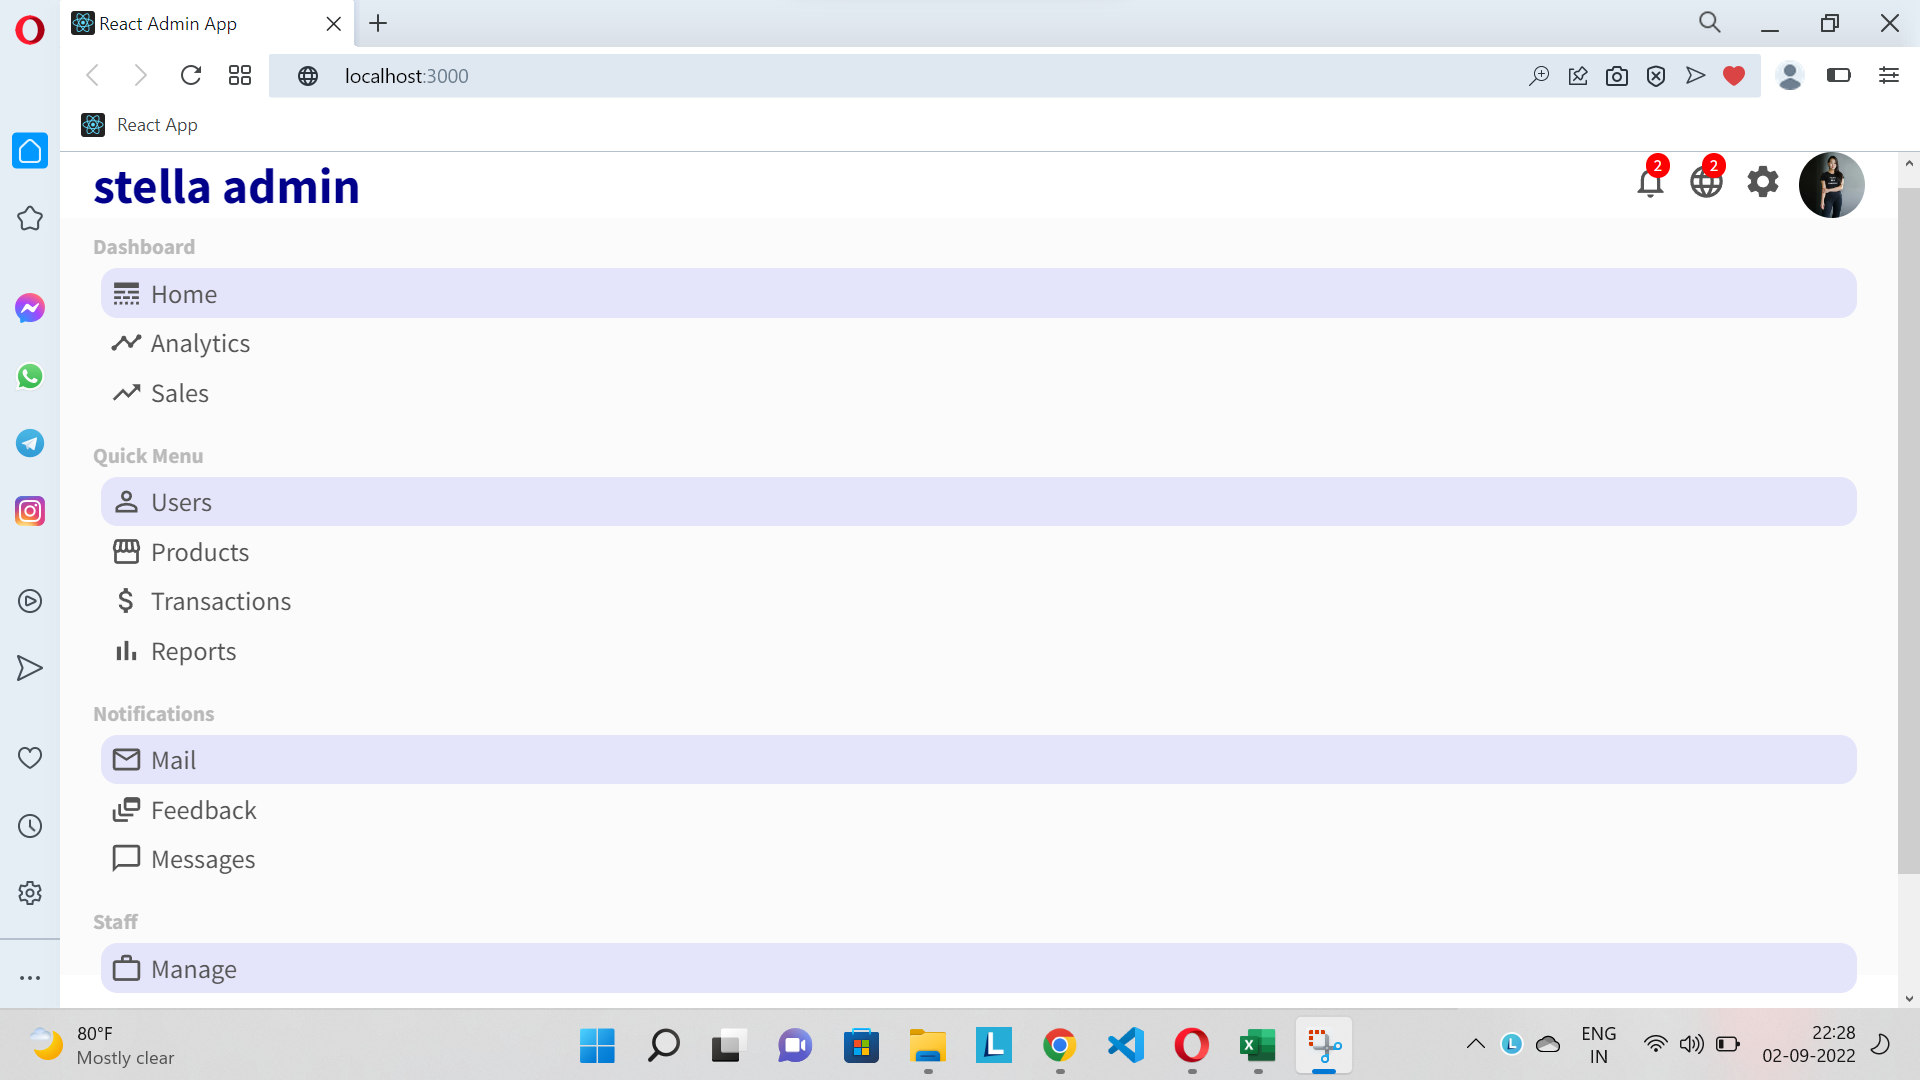 React Admin App
localhost:3000
React App
stella admin
2
2
Dashboard
Home
Analytics
Sales
Quick Menu
Users
Products
Transactions
Reports
Notifications
Mail
Feedback
Messages
Staff
Manage
80°F
Mostly clear
L
X
L
ENG
IN
22:28
02-09-2022